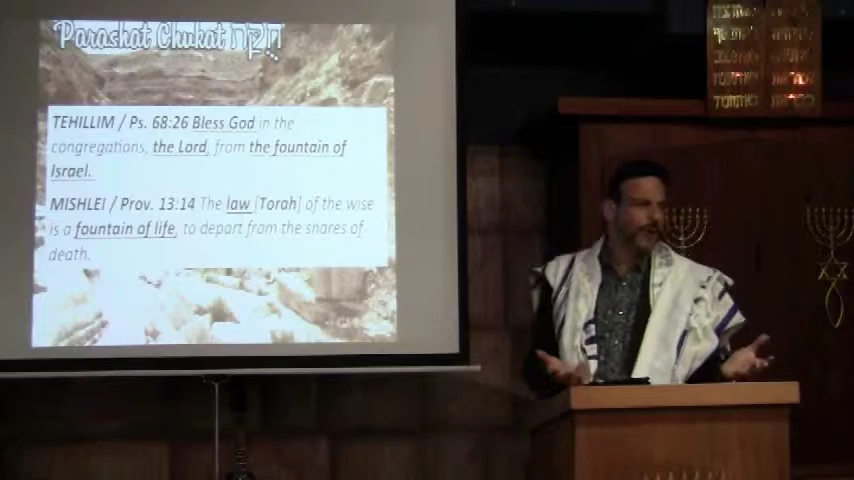 Parashat Chukat חֻקַּת
TEHILLIM / Ps. 68:26 Bless God in the
congregations, the Lord, from the fountain of
Israel.
MISHLEI / Prov. 13:14 The law [Torah] of the wise
is a fountain of life, to depart from the snares of
death.